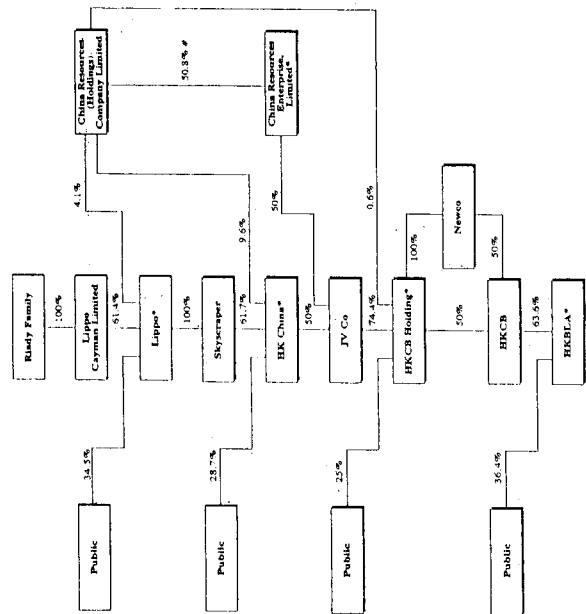 Riady Family
100%
Lippo
Cayman Limited
China Resources
(Holdings)
Company Limited
61.4%
4.1%
34.5%
Public
Lippo*
50.8% #
100%
Skyscraper
61.7%
9.6%
28.7%
Public
HK China*
China Resources
Enterprise,
Limited*
50%
50%
JV Co
74.4%
0.6%
25%
Public
HKCB Holding*
100%
Newco
50%
50%
HKCB
63.6%
36.4%
Public
HKBLA*